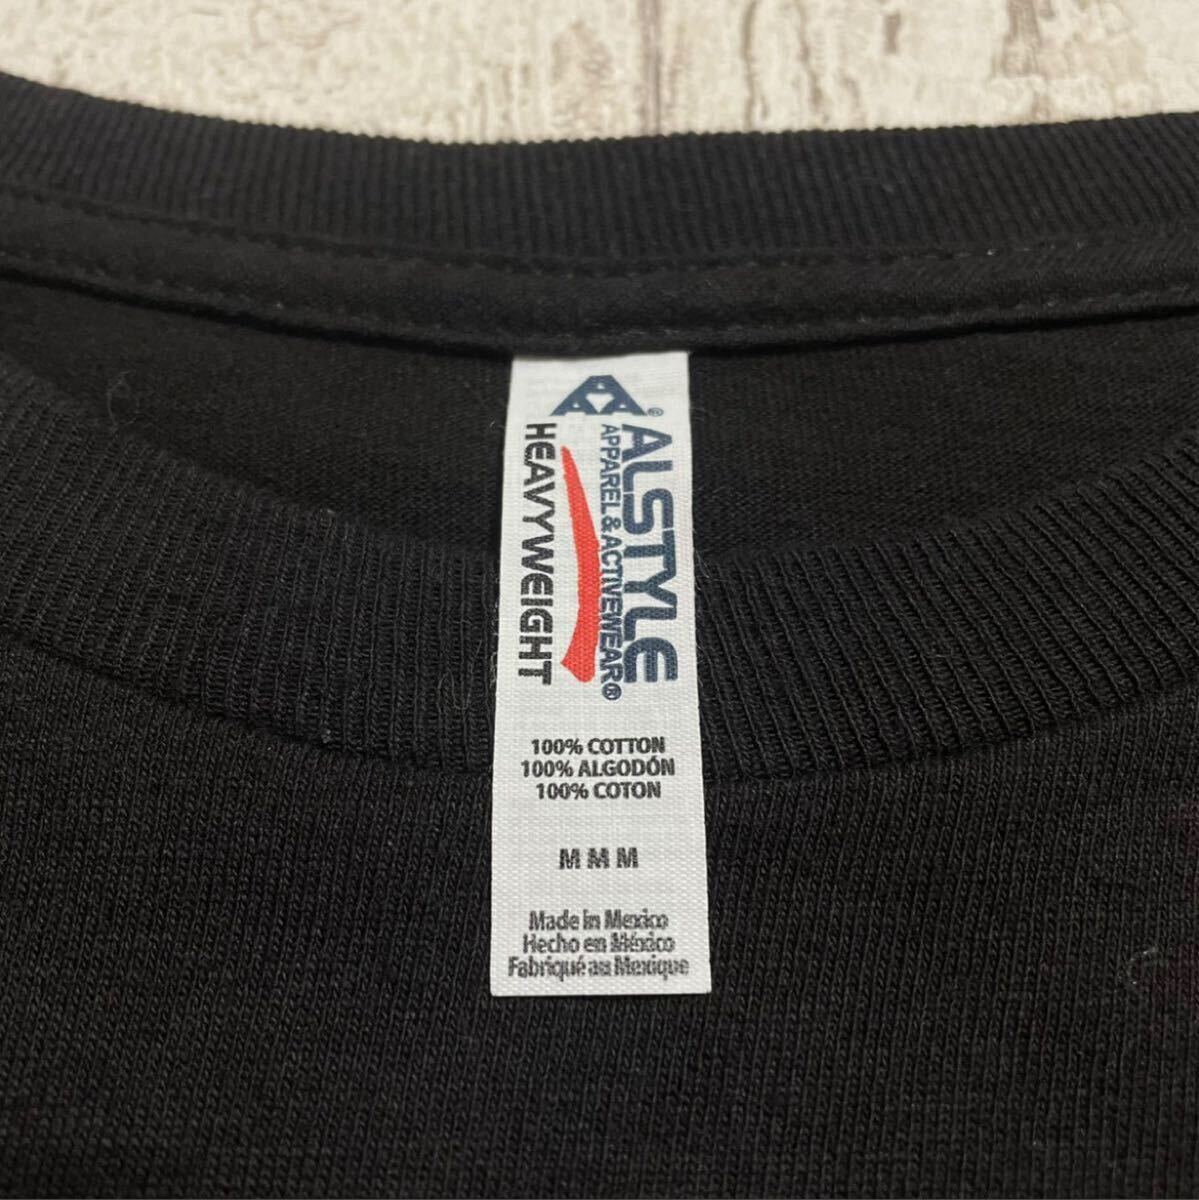 AAA®
ALSTYLE
APPAREL & ACTIVEWEAR®
HEAVYWEIGHT
100% COTTON
100% ALGODÓN
100% COTON
M M M
Made in Mexico
Hecho en México
Fabriqué au Mexique